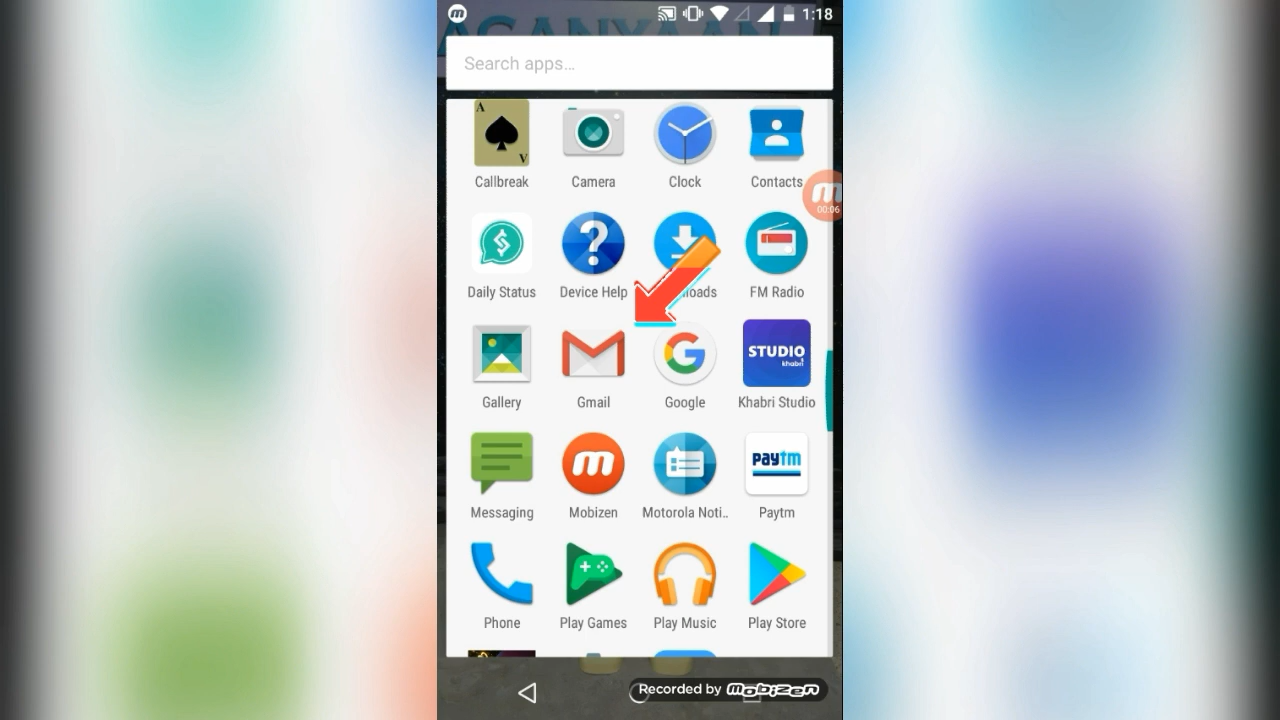 1:18
AGANYAAN
Search apps...
A
V
Callbreak
Camera
Clock
Contacts
00:06
Daily Status
Device Help
loads
FM Radio
STUDIO
khabri
Gallery
Gmail
Google
Khabri Studio
paytm
Messaging
Mobizen
Motorola Noti..
Paytm
Phone
Play Games
Play Music
Play Store
Recorded by mobizen